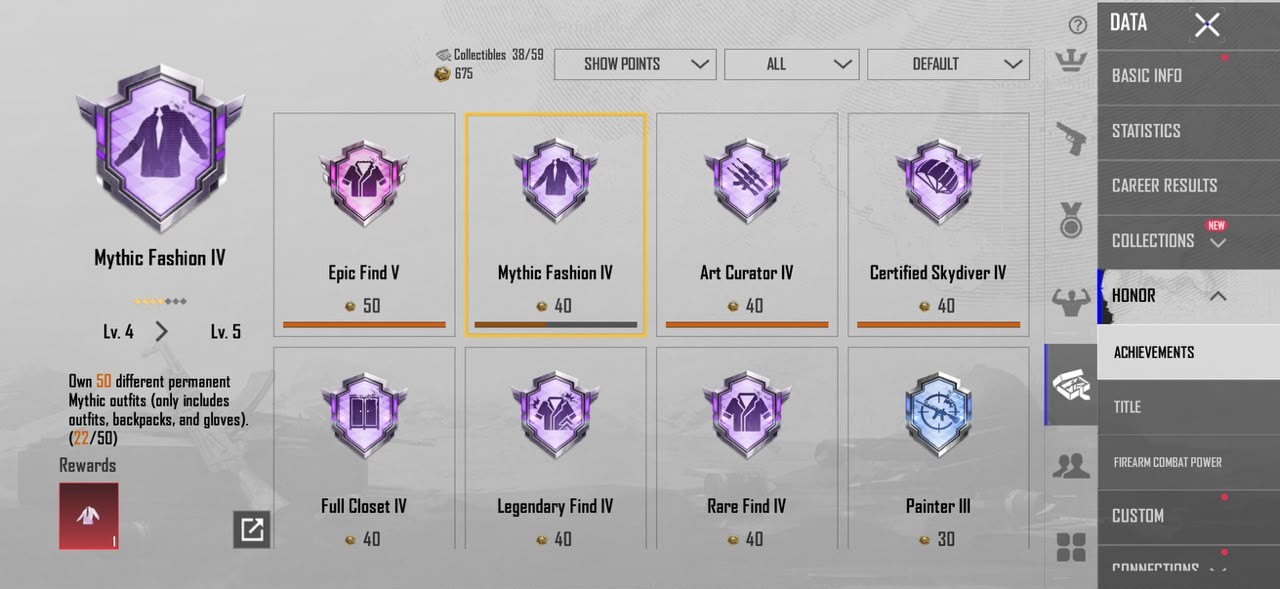 Collectibles 38/59
675
SHOW POINTS
ALL
DEFAULT
?
DATA
BASIC INFO
STATISTICS
CAREER RESULTS
COLLECTIONS
NEW
HONOR
ACHIEVEMENTS
TITLE
FIREARM COMBAT POWER
CUSTOM
CONNECTIONS
Mythic Fashion IV
Lv. 4
Lv. 5
Own 50 different permanent
Mythic outfits (only includes
outfits, backpacks, and gloves).
(22/50)
Rewards
1
Epic Find V
50
Mythic Fashion IV
40
Art Curator IV
40
Certified Skydiver IV
40
Full Closet IV
40
Legendary Find IV
40
Rare Find IV
40
Painter III
30